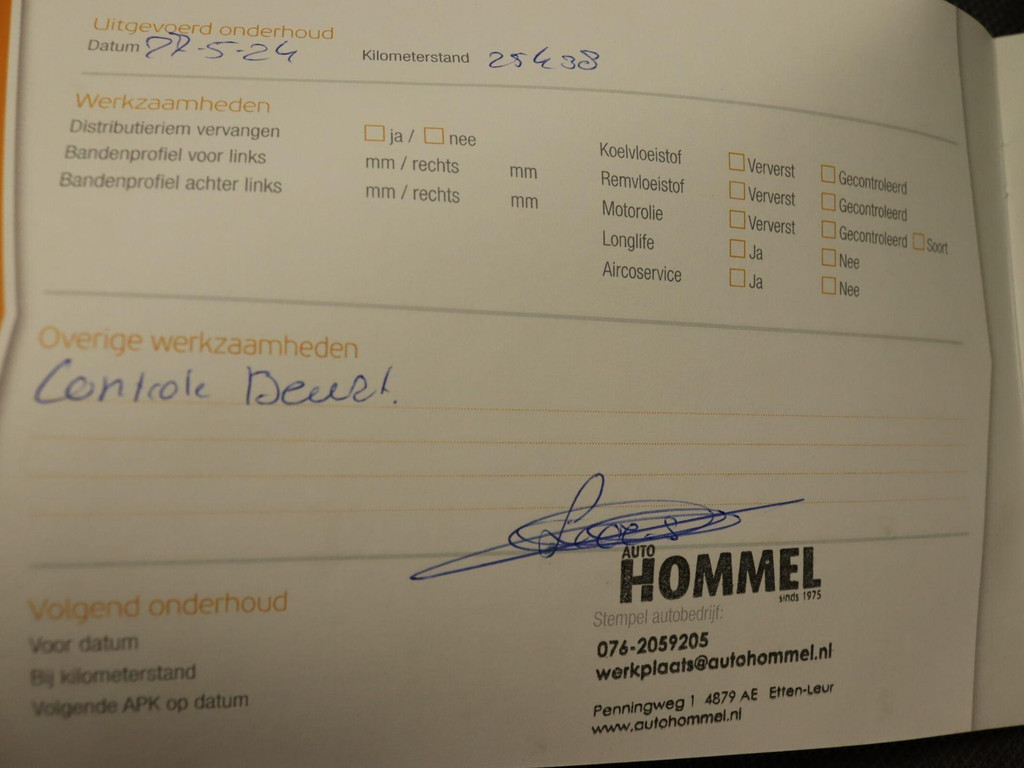 Uitgevoerd onderhoud
Datum 22-5-24 Kilometerstand 25438
Werkzaamheden
Distributieriem vervangen ja / nee
Bandenprofiel voor links mm / rechts mm
Bandenprofiel achter links mm / rechts mm
Koelvloeistof Ververst Gecontroleerd
Remvloeistof Ververst Gecontroleerd
Motorolie Ververst Gecontroleerd Soort
Longlife Ja Nee
Aircoservice Ja Nee
Overige werkzaamheden
Controle Beurt.
AUTO
HOMMEL
sinds 1975
Stempel autobedrijf:
076-2059205
werkplaats@autohommel.nl
Penningweg 1 4879 AE Etten-Leur
www.autohommel.nl
Volgend onderhoud
Voor datum
Bij kilometerstand
Volgende APK op datum